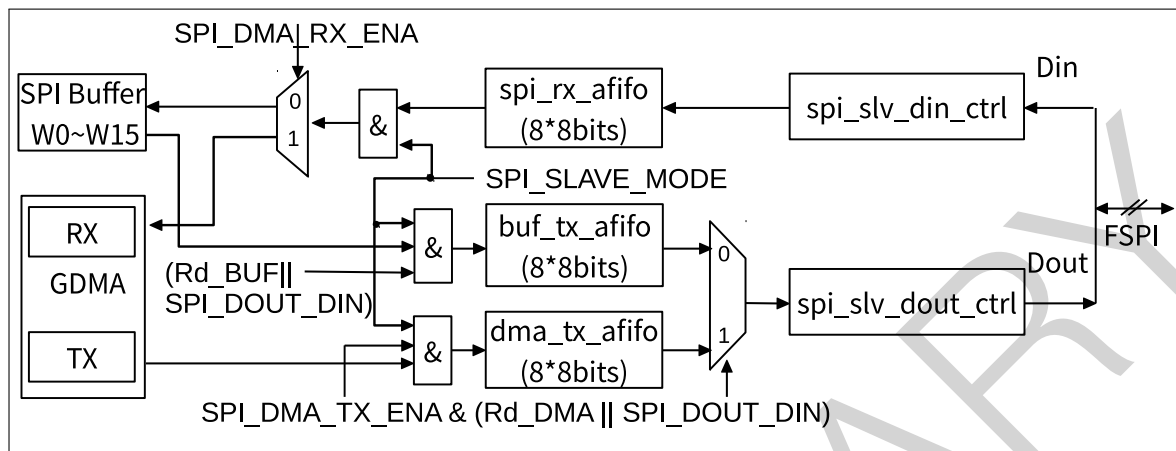 SPI_DMA_RX_ENA
SPI Buffer
W0~W15
0
1
&
spi_rx_afifo
(8*8bits)
spi_slv_din_ctrl
Din
SPI_SLAVE_MODE
RX
GDMA
TX
(Rd_BUF||
SPI_DOUT_DIN)
&
buf_tx_afifo
(8*8bits)
0
1
FSPI
Dout
spi_slv_dout_ctrl
&
dma_tx_afifo
(8*8bits)
SPI_DMA_TX_ENA & (Rd_DMA || SPI_DOUT_DIN)